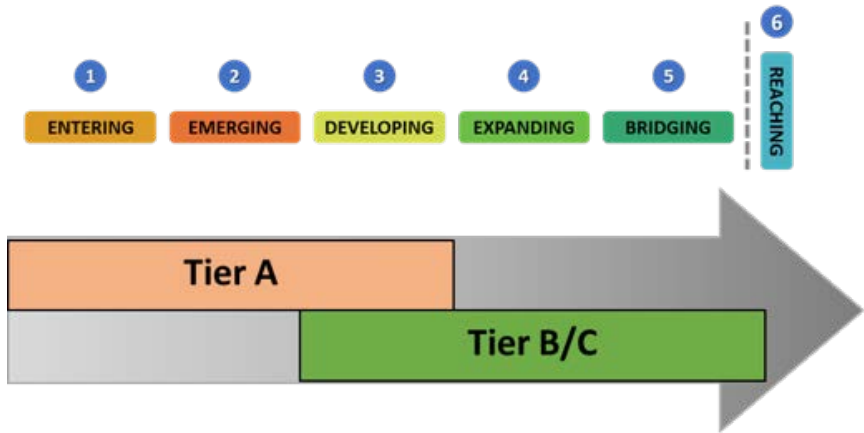 1
2
3
4
5
6
ENTERING
EMERGING
DEVELOPING
EXPANDING
BRIDGING
REACHING
Tier A
Tier B/C